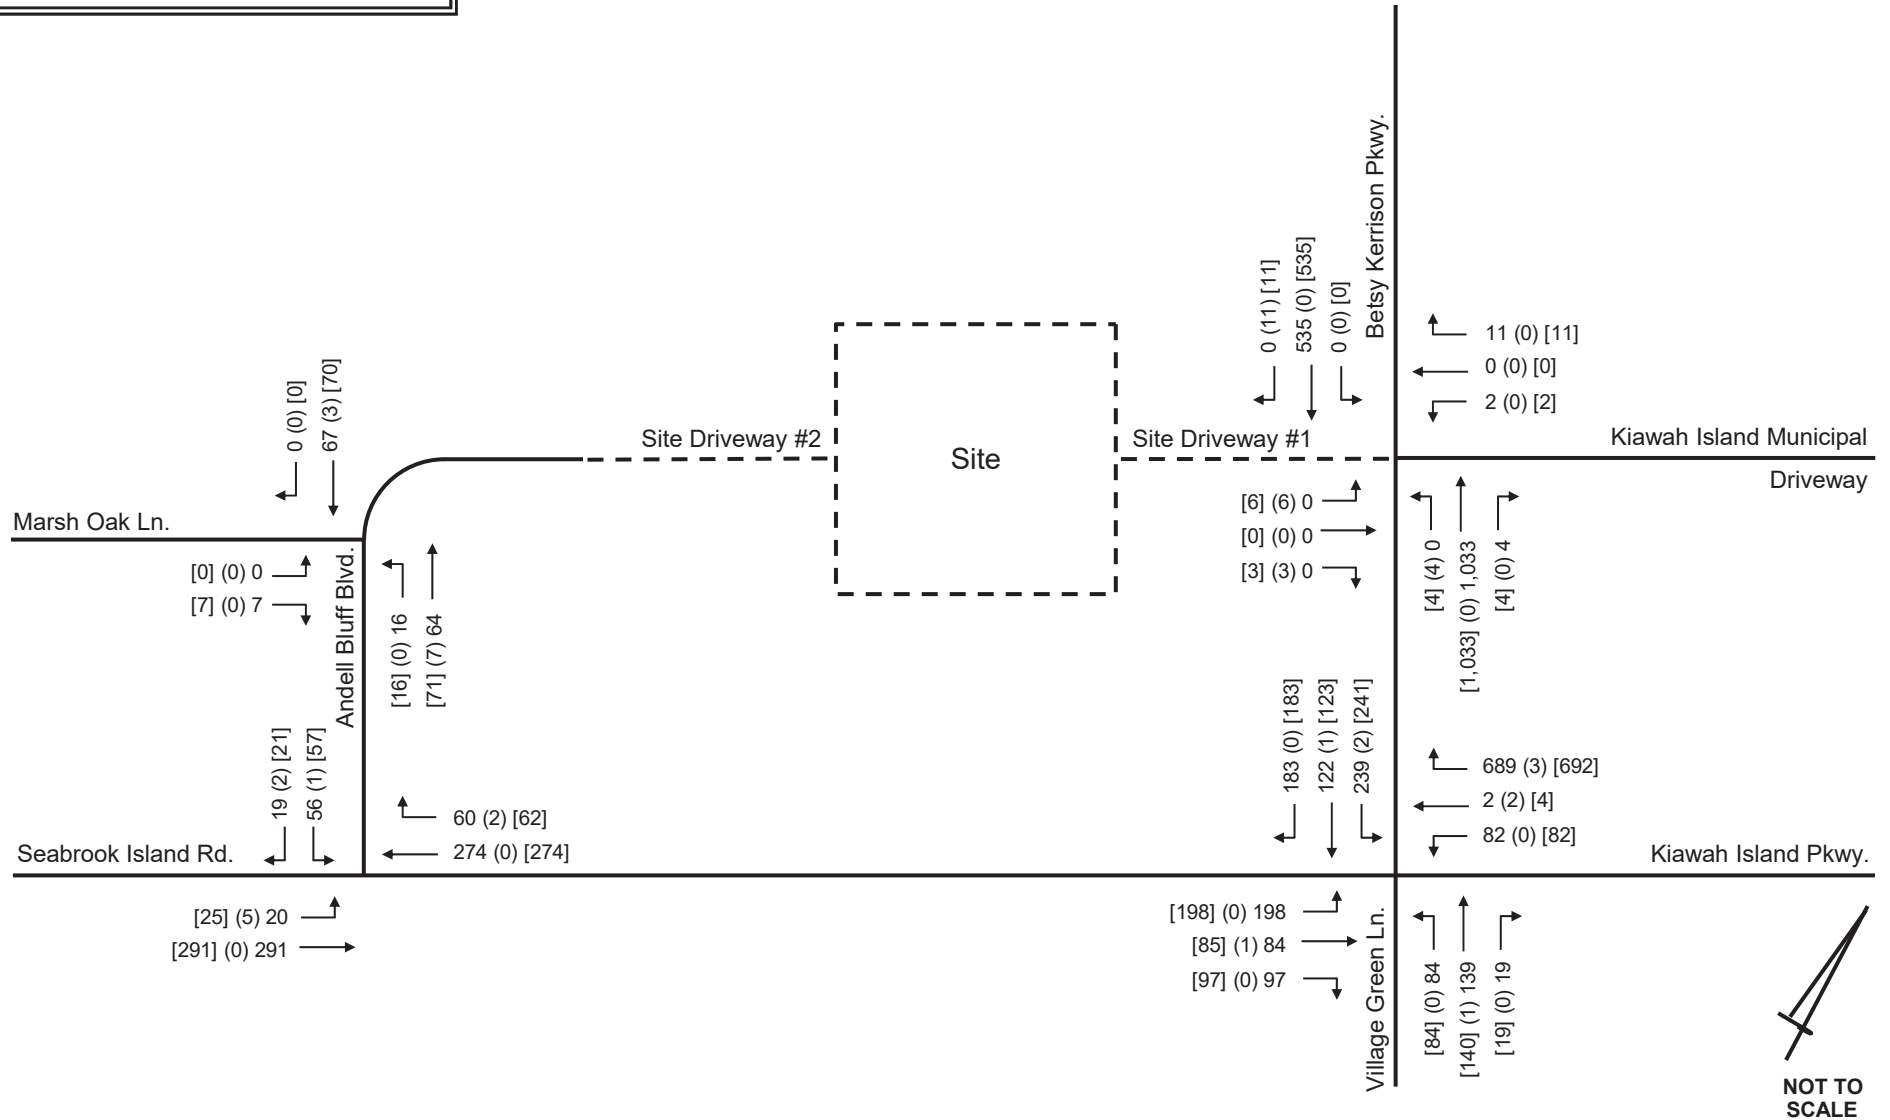 Betsy Kerrison Pkwy.
0 (11) [11]
535 (0) [535]
0 (0) [0]
11 (0) [11]
0 (0) [0]
2 (0) [2]
0 (0) [0]
67 (3) [70]
Site Driveway #2
Site
Site Driveway #1
Kiawah Island Municipal
Driveway
Marsh Oak Ln.
[0] (0) 0
[7] (0) 7
Andell Bluff Blvd.
[16] (0) 16
[71] (7) 64
[6] (6) 0
[0] (0) 0
[3] (3) 0
[4] (4) 0
[1,033] (0) 1,033
[4] (0) 4
19 (2) [21]
56 (1) [57]
60 (2) [62]
274 (0) [274]
183 (0) [183]
122 (1) [123]
239 (2) [241]
689 (3) [692]
2 (2) [4]
82 (0) [82]
Seabrook Island Rd.
Kiawah Island Pkwy.
[25] (5) 20
[291] (0) 291
[198] (0) 198
[85] (1) 84
[97] (0) 97
Village Green Ln.
[84] (0) 84
[140] (1) 139
[19] (0) 19
NOT TO
SCALE